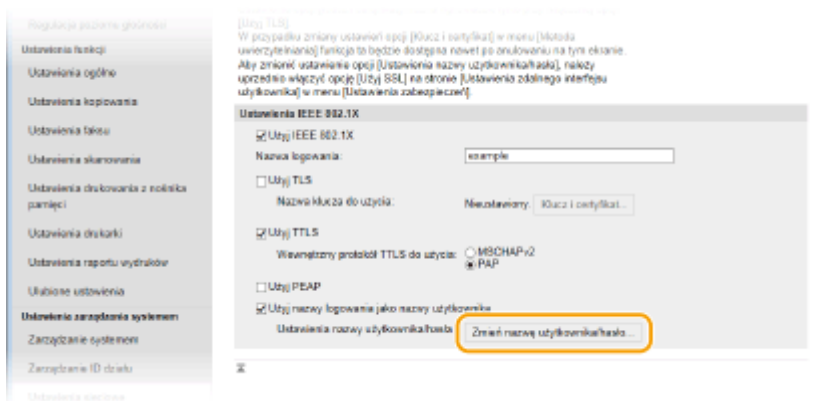 Regulacja poziomu głośności
Ustawienia funkcji
Ustawienia ogólne
Ustawienia kopiowania
Ustawienia faksu
Ustawienia skanowania
Ustawienia drukowania z nośnika
pamięci
Ustawienia drukarki
Ustawienia raportu wydruków
Ulubione ustawienia
Ustawienia zarządzania systemem
Zarządzanie systemem
Zarządzanie ID działu
Ustawienia sieciowe
[Użyj TLS].
W przypadku zmiany ustawień opcji [Klucz i certyfikat] w menu [Metoda
uwierzytelniania] funkcja ta będzie dostępna nawet po anulowaniu na tym ekranie.
Aby zmienić ustawienie opcji [Ustawienia nazwy użytkownika/hasła], należy
uprzednio włączyć opcję [Użyj SSL] na stronie [Ustawienia zdalnego interfejsu
użytkownika] w menu [Ustawienia zabezpieczeń].
Ustawienia IEEE 802.1X
Użyj IEEE 802.1X
Nazwa logowania: example
Użyj TLS
Nazwa klucza do użycia: Nieustawiony. Klucz i certyfikat...
Użyj TTLS
Wewnętrzny protokół TTLS do użycia: MSCHAPv2
PAP
Użyj PEAP
Użyj nazwy logowania jako nazwy użytkownika
Ustawienia nazwy użytkownika/hasła Zmień nazwę użytkownika/hasło...